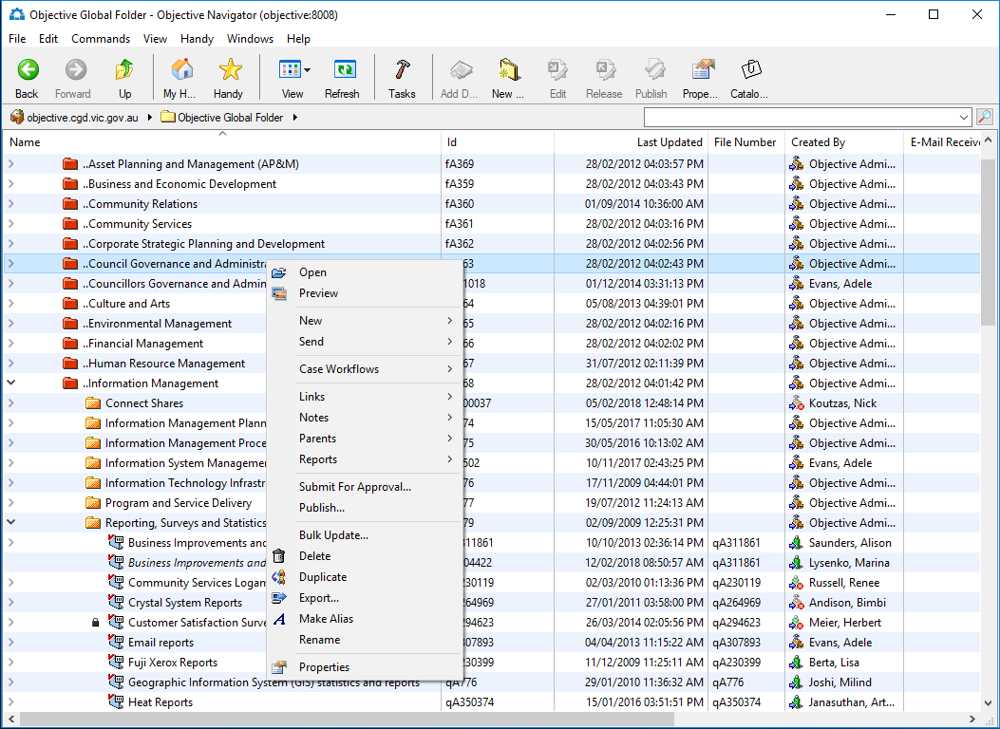 Objective Global Folder - Objective Navigator (objective:8008)
File Edit Commands View Handy Windows Help
Back Forward Up My H... Handy View Refresh Tasks Add D... New ... Edit Release Publish Prope... Catalo...
objective.cgd.vic.gov.au Objective Global Folder
Name Id Last Updated File Number Created By E-Mail Receive
..Asset Planning and Management (AP&M) fA369 28/02/2012 04:03:57 PM Objective Admi...
..Business and Economic Development fA359 28/02/2012 04:03:43 PM Objective Admi...
..Community Relations fA360 01/09/2014 10:36:00 AM Objective Admi...
..Community Services fA361 28/02/2012 04:03:16 PM Objective Admi...
..Corporate Strategic Planning and Development fA362 28/02/2012 04:02:56 PM Objective Admi...
..Council Governance and Administra 63 28/02/2012 04:02:43 PM Objective Admi...
..Councillors Governance and Admin 1018 01/12/2014 03:31:13 PM Evans, Adele
..Culture and Arts 64 05/08/2013 04:39:01 PM Objective Admi...
..Environmental Management 65 28/02/2012 04:02:16 PM Objective Admi...
..Financial Management 66 28/02/2012 04:02:02 PM Objective Admi...
..Human Resource Management 67 31/07/2012 02:11:39 PM Objective Admi...
..Information Management 68 28/02/2012 04:01:42 PM Objective Admi...
Connect Shares 00037 05/02/2018 12:48:14 PM Koutzas, Nick
Information Management Plann 74 15/05/2017 11:05:30 AM Objective Admi...
Information Management Proce 75 30/05/2016 10:13:02 AM Objective Admi...
Information System Managemer 502 10/11/2017 02:43:25 PM Evans, Adele
Information Technology Infrastr 76 17/11/2009 04:44:01 PM Objective Admi...
Program and Service Delivery 77 19/07/2012 11:24:13 AM Objective Admi...
Reporting, Surveys and Statistics 79 02/09/2009 12:25:31 PM Objective Admi...
Business Improvements and 311861 10/10/2013 02:36:14 PM qA311861 Saunders, Alison
Business Improvements and 04422 12/02/2018 08:50:57 AM qA311861 Lysenko, Marina
Community Services Logam 230119 02/03/2010 01:13:36 PM qA230119 Russell, Renee
Crystal System Reports 264969 27/01/2011 03:58:00 PM qA264969 Andison, Bimbi
Customer Satisfaction Surve 294623 26/03/2014 02:05:56 PM qA294623 Meier, Herbert
Email reports 307893 04/04/2013 11:15:22 AM qA307893 Evans, Adele
Fuji Xerox Reports 230399 11/12/2009 11:25:11 AM qA230399 Berta, Lisa
Geographic Information System (GIS) statistics and reports qA776 29/01/2010 11:36:32 AM qA776 Joshi, Milind
Heat Reports qA350374 15/01/2016 03:51:51 PM qA350374 Janasuthan, Art...
Open
Preview
New
Send
Case Workflows
Links
Notes
Parents
Reports
Submit For Approval...
Publish...
Bulk Update...
Delete
Duplicate
Export...
Make Alias
Rename
Properties